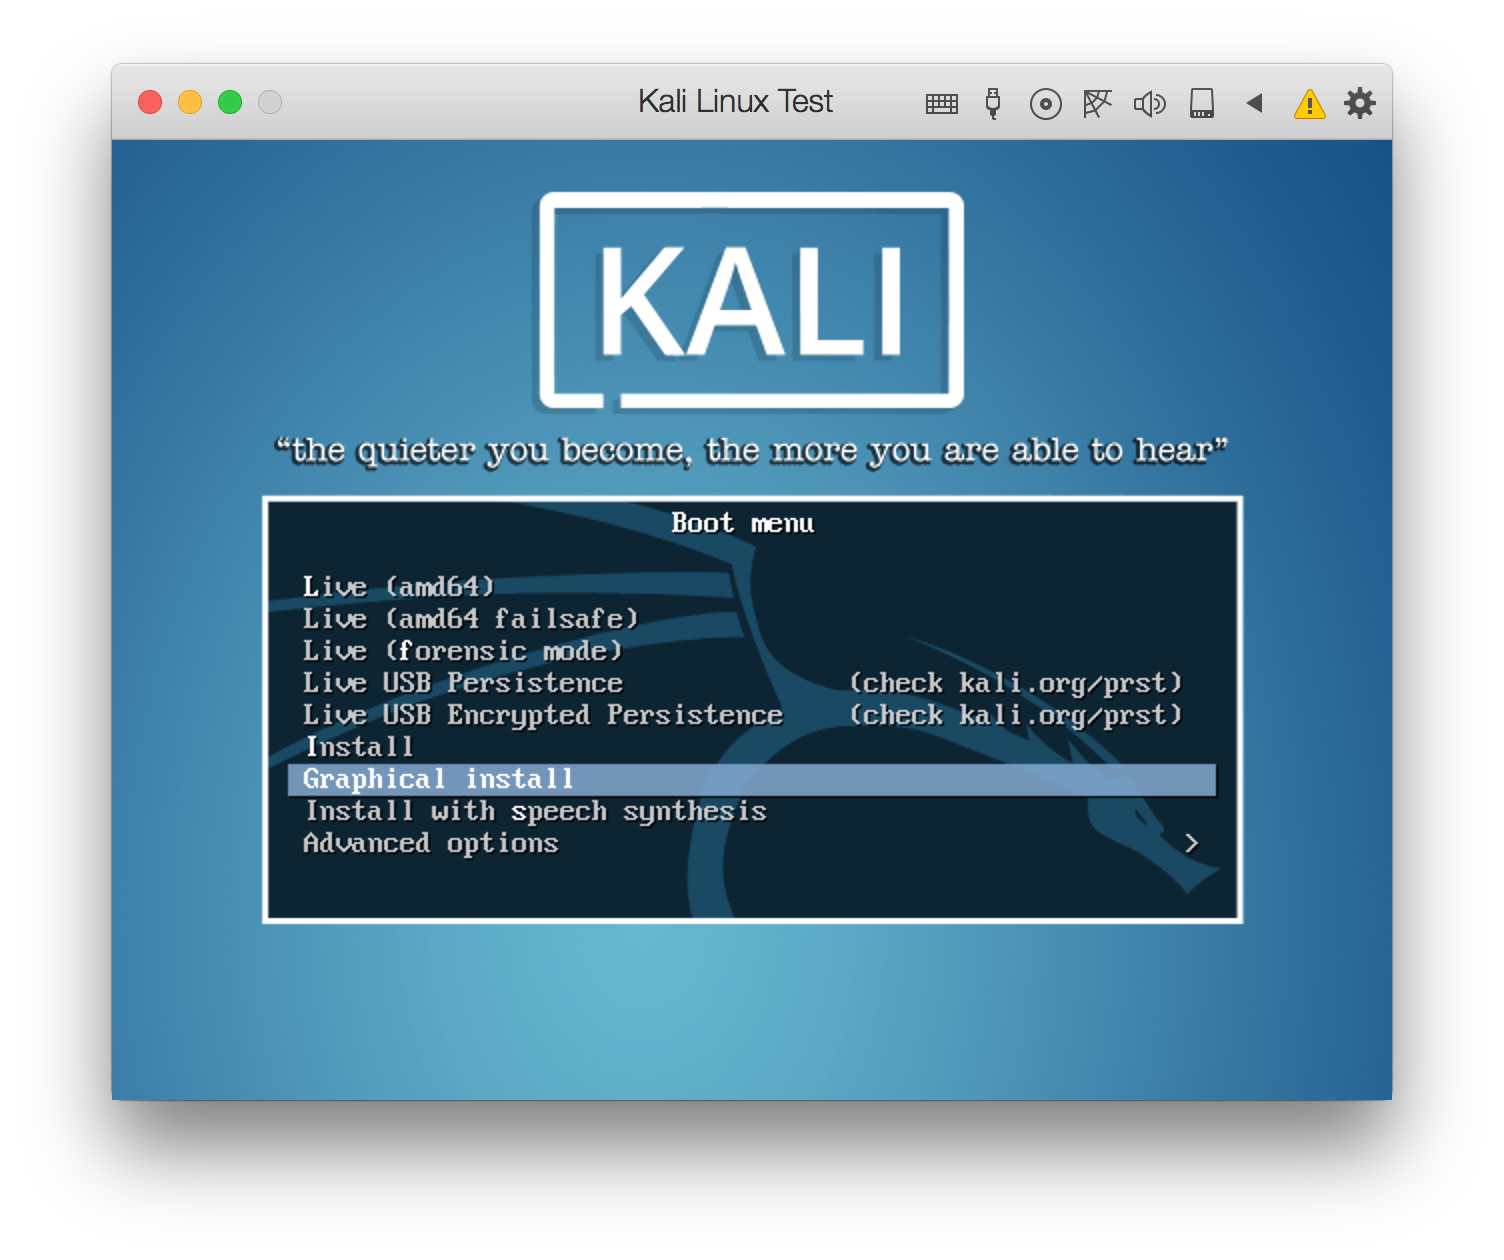 Kali Linux Test
KALI
“the quieter you become, the more you are able to hear”
Boot menu
Live (amd64)
Live (amd64 failsafe)
Live (forensic mode)
Live USB Persistence (check kali.org/prst)
Live USB Encrypted Persistence (check kali.org/prst)
Install
Graphical install
Install with speech synthesis
Advanced options >